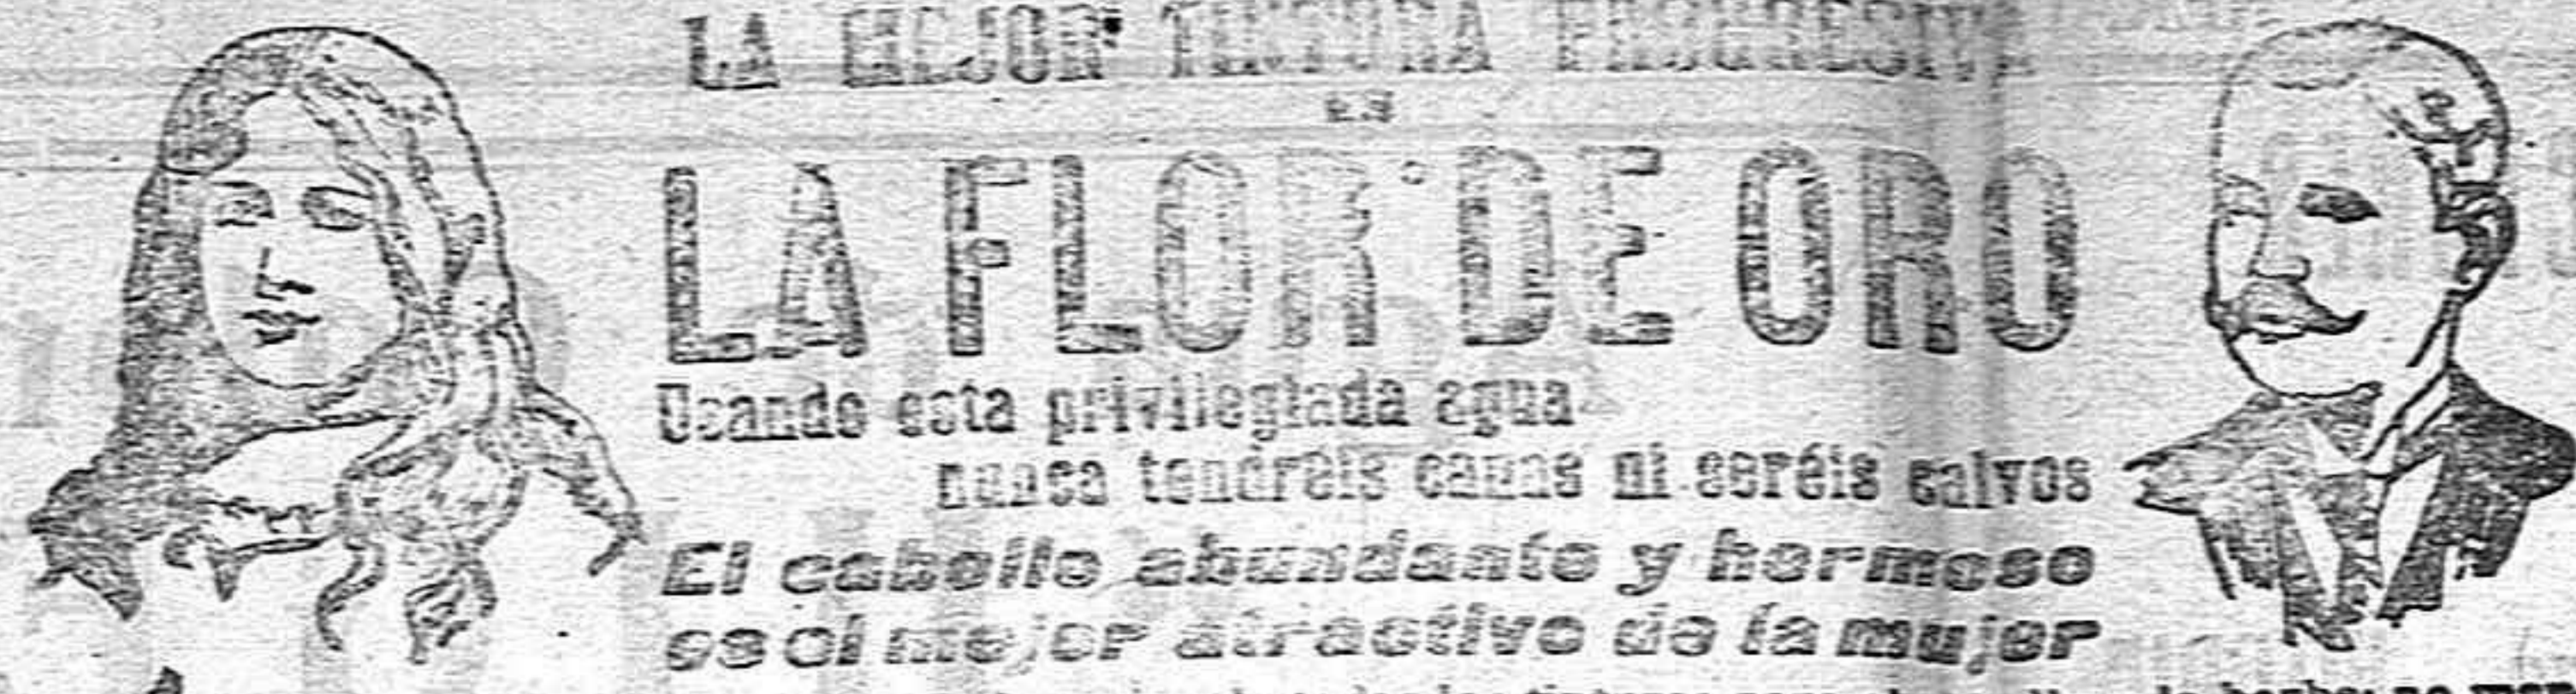 LA MEJOR TINTURA PROGRESIVA
ES
LA FLOR DE ORO
Usando esta privilegiada agua
nunca tendréis canas ni seréis calvos
El cabello abundante y hermoso
es el mejor atractivo de la mujer